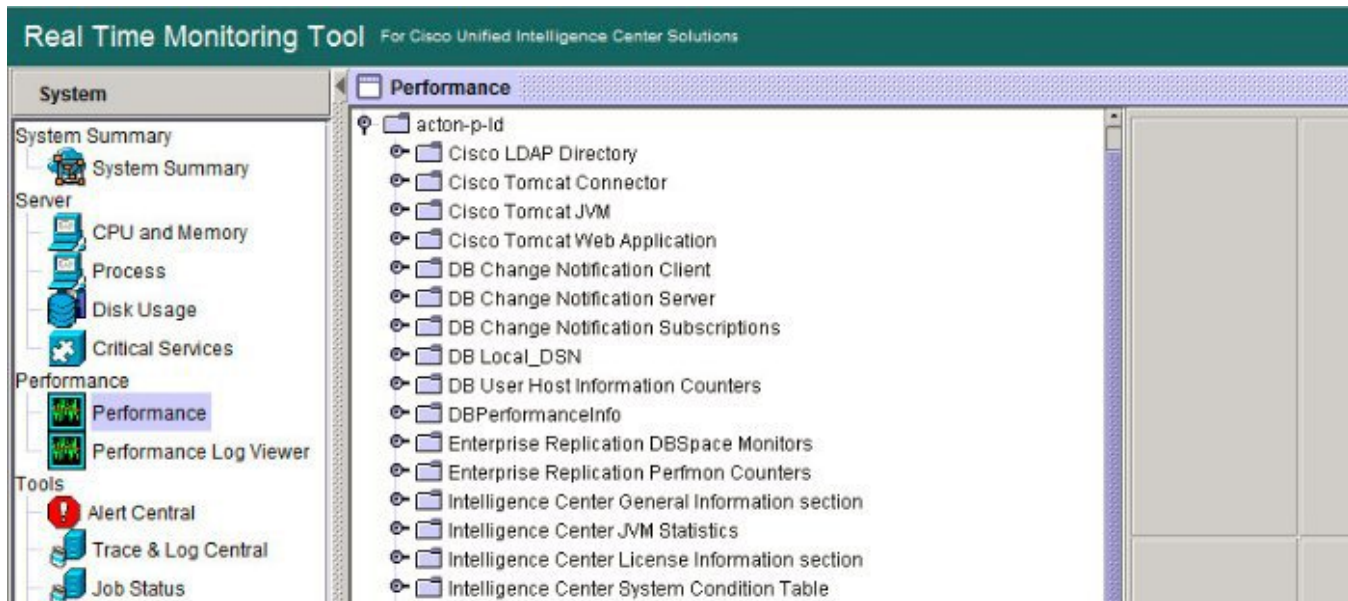 Real Time Monitoring Tool For Cisco Unified Intelligence Center Solutions
System
System Summary
System Summary
Server
CPU and Memory
Process
Disk Usage
Critical Services
Performance
Performance
Performance Log Viewer
Tools
Alert Central
Trace & Log Central
Job Status
Performance
acton-p-ld
Cisco LDAP Directory
Cisco Tomcat Connector
Cisco Tomcat JVM
Cisco Tomcat Web Application
DB Change Notification Client
DB Change Notification Server
DB Change Notification Subscriptions
DB Local_DSN
DB User Host Information Counters
DBPerformanceInfo
Enterprise Replication DBSpace Monitors
Enterprise Replication Perfmon Counters
Intelligence Center General Information section
Intelligence Center JVM Statistics
Intelligence Center License Information section
Intelligence Center System Condition Table